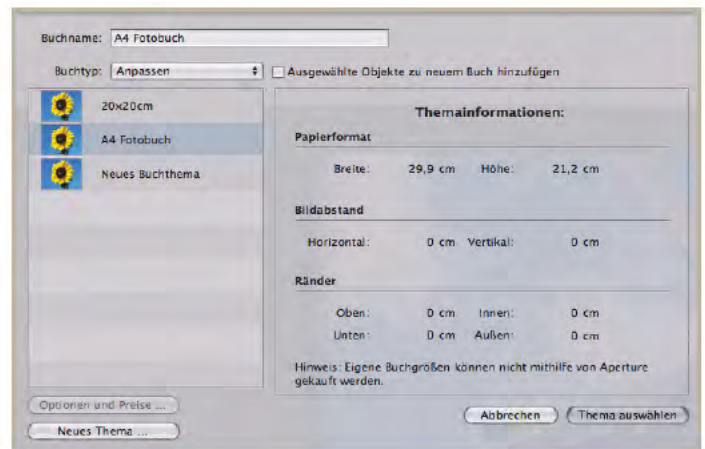 Buchname: A4 Fotobuch
Buchtyp: Anpassen Ausgewählte Objekte zu neuem Buch hinzufügen
20x20cm
A4 Fotobuch
Neues Buchthema
Themainformationen:
Papierformat
Breite: 29,9 cm Höhe: 21,2 cm
Bildabstand
Horizontal: 0 cm Vertikal: 0 cm
Ränder
Oben: 0 cm Innen: 0 cm
Unten: 0 cm Außen: 0 cm
Hinweis: Eigene Buchgrößen können nicht mithilfe von Aperture
gekauft werden.
Optionen und Preise ...
Neues Thema ...
Abbrechen Thema auswählen